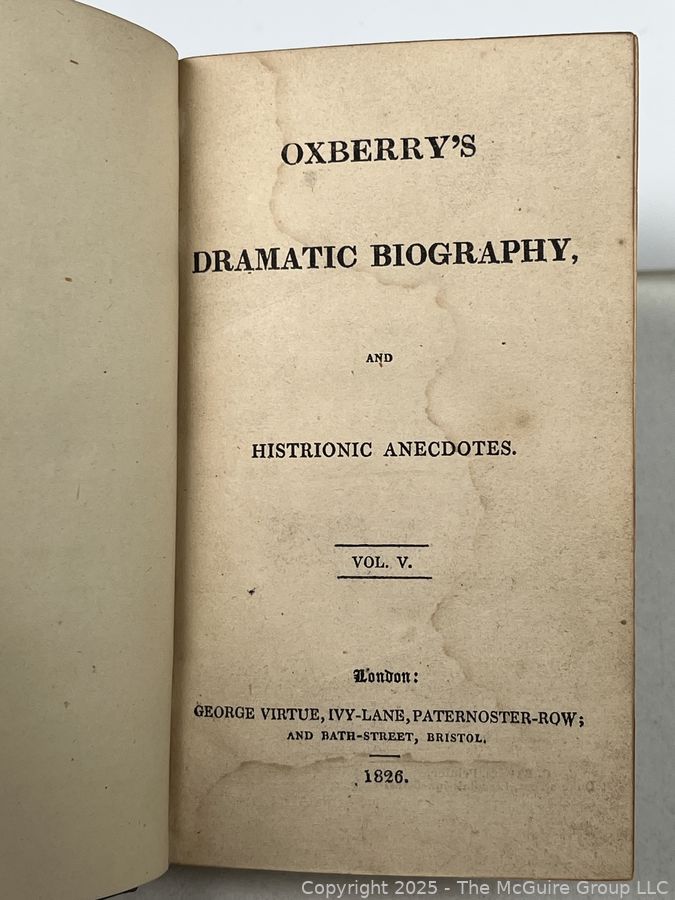 OXBERRY'S
DRAMATIC BIOGRAPHY,
AND
HISTRIONIC ANECDOTES.
VOL. V.
London:
GEORGE VIRTUE, IVY-LANE, PATERNOSTER-ROW;
AND BATH-STREET, BRISTOL.
1826.
Copyright 2025 - The McGuire Group LLC